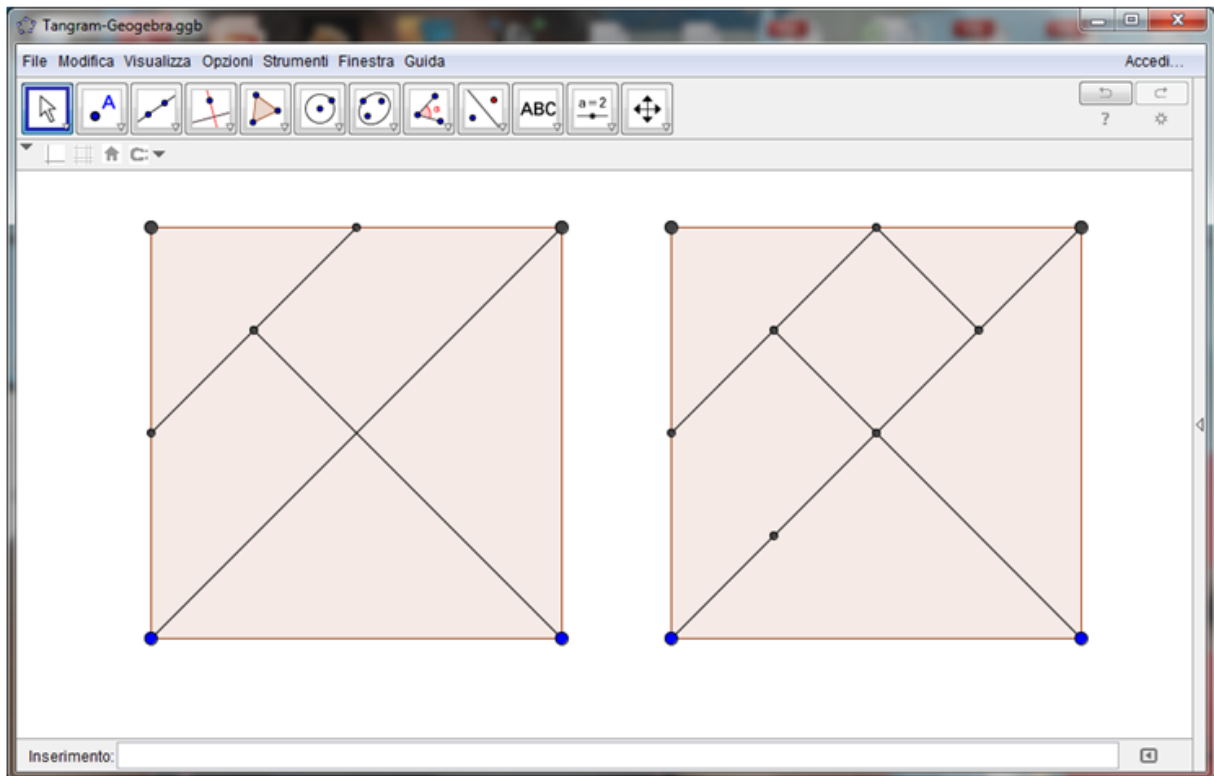 Tangram-Geogebra.ggb
File Modifica Visualizza Opzioni Strumenti Finestra Guida Accedi...
A α ABC a=2 ?
Inserimento: